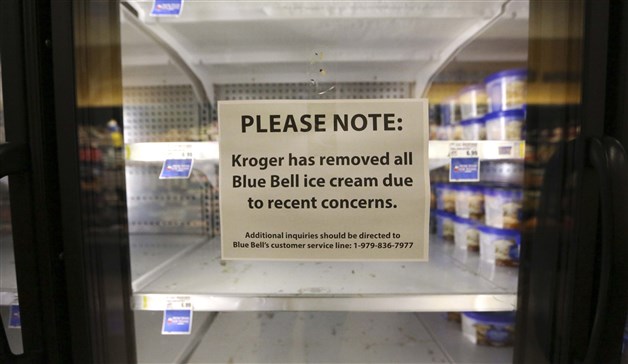 PLEASE NOTE:
Kroger has removed all
Blue Bell ice cream due
to recent concerns.
Additional inquiries should be directed to
Blue Bell's customer service line: 1-979-836-7977